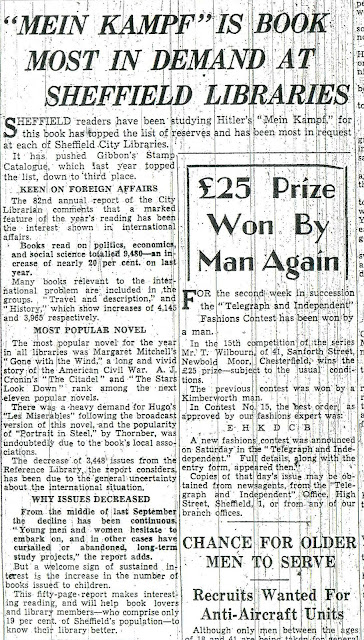 "MEIN KAMPF" IS BOOK
MOST IN DEMAND AT
SHEFFIELD LIBRARIES
SHEFFIELD readers have been studying Hitler's "Mein Kampf," for
this book has topped the list of reserves and has been most in request
at each of Sheffield City Libraries.
It has pushed Gibbon's Stamp
Catalogue, which last year topped
the list, down to third place.
KEEN ON FOREIGN AFFAIRS
The 82nd annual report of the City
Librarian comments that a marked
feature of the year's reading has been
the interest shown in international
affairs.
Books read on politics, economics,
and social science totalled 9,480—an in-
crease of nearly 20 per cent. on last
year.
Many books relevant to the inter-
national problem are included in the
groups, "Travel and description," and
"History," which show increases of 4,145
and 3,965 respectively.
MOST POPULAR NOVEL
The most popular novel for the year
in all libraries was Margaret Mitchell's
"Gone with the Wind," a long and vivid
story of the American Civil War. A. J.
Cronin's "The Citadel" and "The Stars
Look Down" rank among the next
eleven popular novels.
There was a heavy demand for Hugo's
"Les Miserables" following the broadcast
version of this novel, and the popularity
of "Portrait in Steel," by Thornber, was
undoubtedly due to the book's local asso-
ciations.
The decrease of 3,448 issues from the
Reference Library, the report considers,
has been due to the general uncertainty
about the international situation.
WHY ISSUES DECREASED
From the middle of last September
the decline has been continuous.
"Young men and women hesitate to
embark on, and in other cases have
curtailed or abandoned, long-term
study projects," the report adds.
But a welcome sign of sustained in-
terest is the increase in the number of
books issued to children.
This fifty-page report makes interest-
ing reading, and will help book lovers
and library members—who comprise only
19 per cent. of Sheffield's population—to
know their library better.
£25 Prize
Won By
Man Again
FOR the second week in succession
the "Telegraph and Independent"
Fashions Contest has been won by
a man.
In the 15th competition of the series
Mr. T. Wilbourn, of 41, Sanforth Street,
Newbold Moor, Chesterfield, wins the
£25 prize—subject to the usual condi-
tions.
The previous contest was won by a
Kimberworth man.
In Contest No. 15, the best order, as
approved by our fashion expert was:
E H K D C B
A new fashions contest was announced
on Saturday in the "Telegraph and Inde-
pendent." Full details, along with the
entry form, appeared then.
Copies of that day's issue may be ob-
tained from newsagents, from the "Tele-
graph and Independent" Office, High
Street, Sheffield, 1, or from any of our
branch offices.
CHANCE FOR OLDER
MEN TO SERVE
Recruits Wanted For
Anti-Aircraft Units
Although only men between the